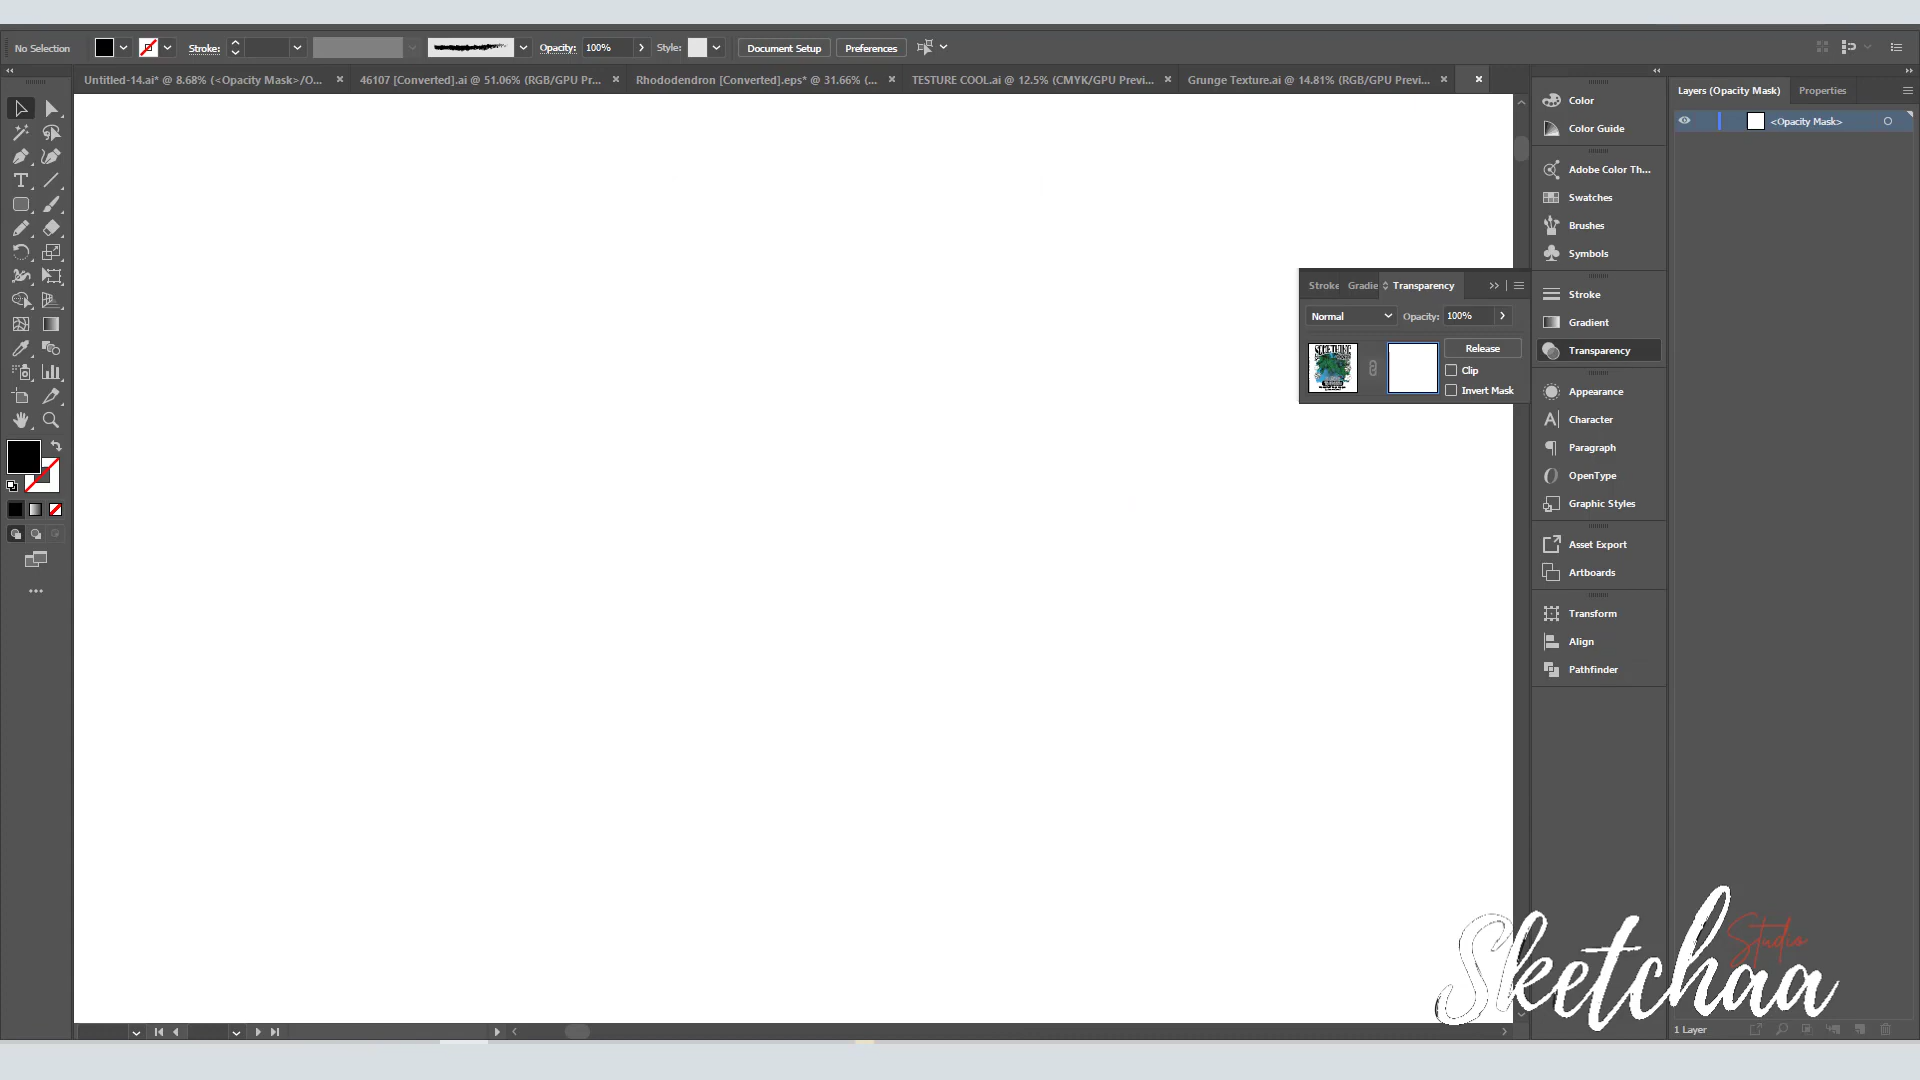 No Selection Stroke: Opacity: 100% Style: Document Setup Preferences
Untitled-14.ai* @ 8.68% (<Opacity Mask>/O... 46107 [Converted].ai @ 51.06% (RGB/GPU Pr... Rhododendron [Converted].eps* @ 31.66% (... TESTURE COOL.ai @ 12.5% (CMYK/GPU Previ... Grunge Texture.ai @ 14.81% (RGB/GPU Previ...
Layers (Opacity Mask) Properties
<Opacity Mask>
Color
Color Guide
Adobe Color Th...
Swatches
Brushes
Symbols
Stroke
Gradient
Transparency
Appearance
Character
Paragraph
OpenType
Graphic Styles
Asset Export
Artboards
Transform
Align
Pathfinder
Stroke Gradie Transparency
Normal Opacity: 100%
SOMETHING
Release
Clip
Invert Mask
Sketchaa
Studio
1 Layer